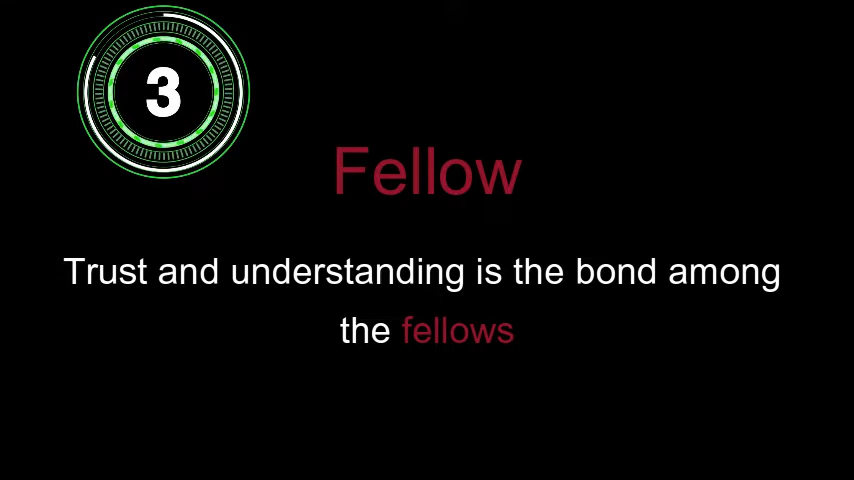 3
Fellow
Trust and understanding is the bond among
the fellows